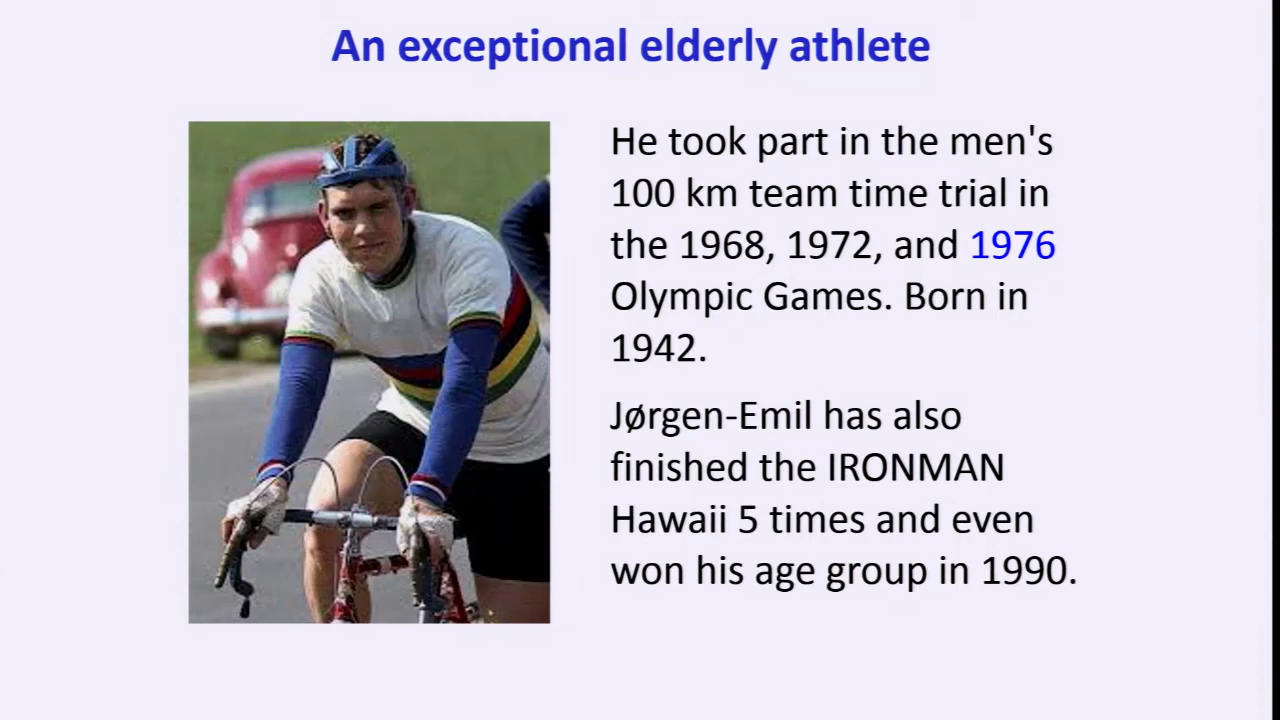 An exceptional elderly athlete
He took part in the men's
100 km team time trial in
the 1968, 1972, and 1976
Olympic Games. Born in
1942.
Jørgen-Emil has also
finished the IRONMAN
Hawaii 5 times and even
won his age group in 1990.